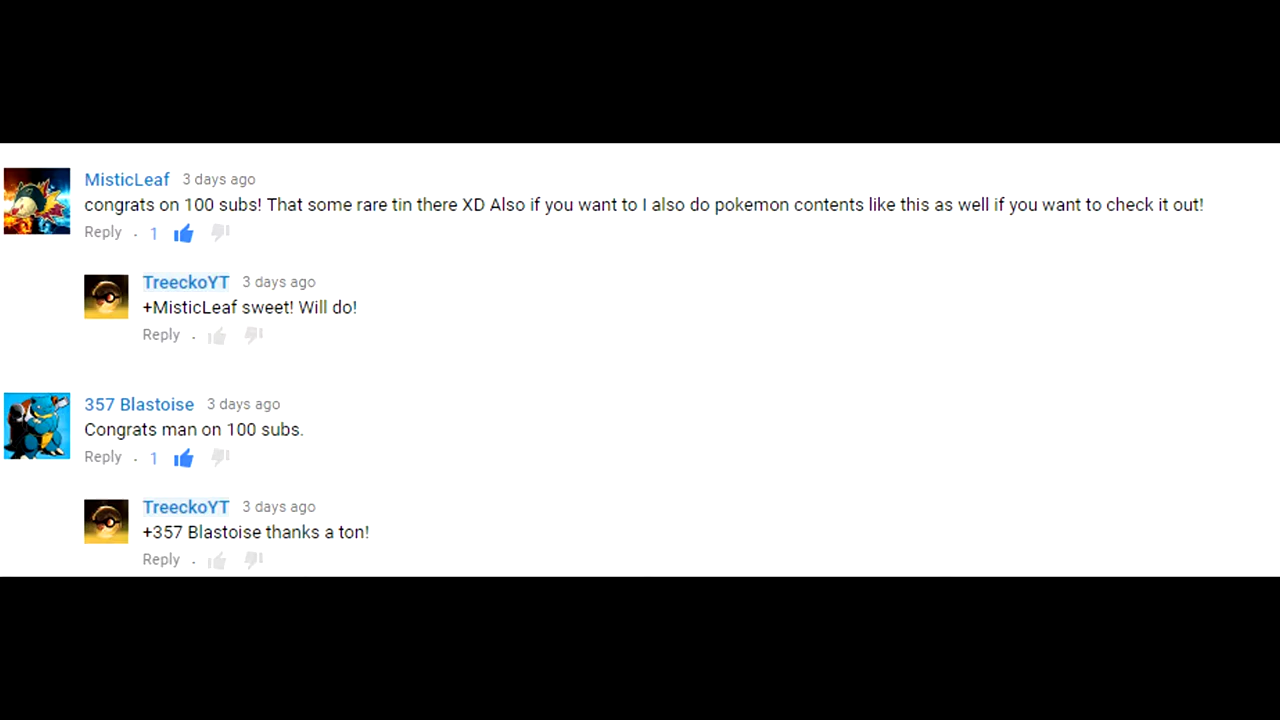 MisticLeaf 3 days ago
congrats on 100 subs! That some rare tin there XD Also if you want to I also do pokemon contents like this as well if you want to check it out!
Reply . 1
TreeckoYT 3 days ago
+MisticLeaf sweet! Will do!
Reply .
357 Blastoise 3 days ago
Congrats man on 100 subs.
Reply . 1
TreeckoYT 3 days ago
+357 Blastoise thanks a ton!
Reply .